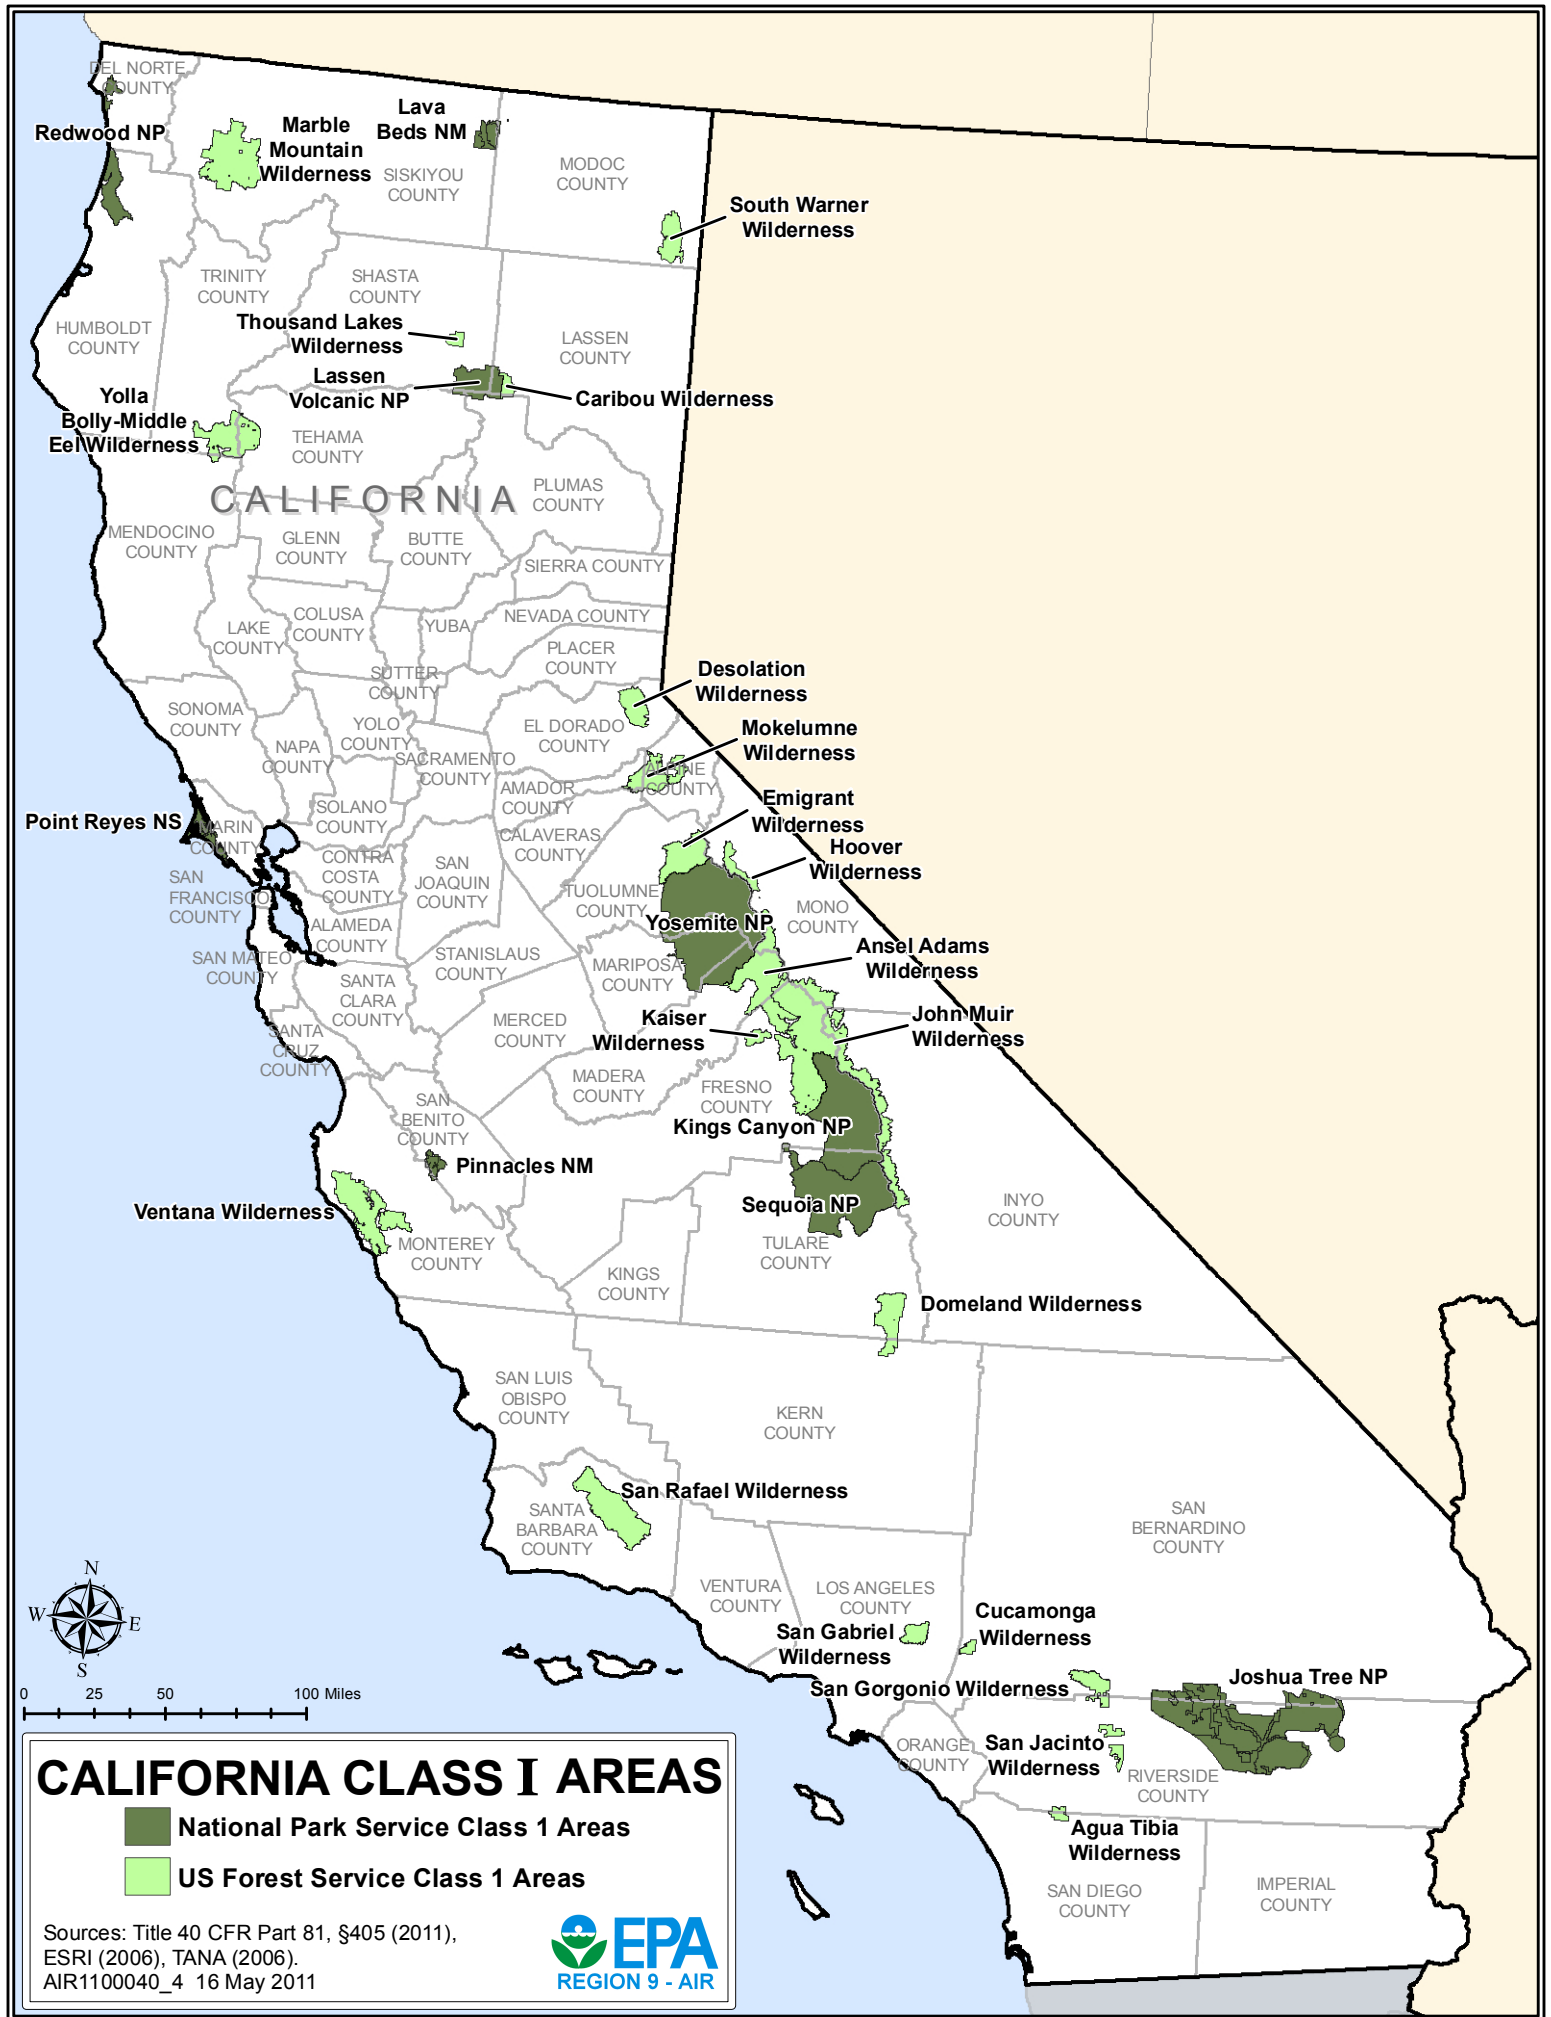 DEL NORTE
COUNTY
Redwood NP
Marble
Mountain
Wilderness
Lava
Beds NM
SISKIYOU
COUNTY
MODOC
COUNTY
South Warner
Wilderness
TRINITY
COUNTY
SHASTA
COUNTY
HUMBOLDT
COUNTY
Thousand Lakes
Wilderness
LASSEN
COUNTY
Lassen
Volcanic NP
Caribou Wilderness
Yolla
Bolly-Middle
Eel Wilderness
TEHAMA
COUNTY
CALIFORNIA
PLUMAS
COUNTY
MENDOCINO
COUNTY
GLENN
COUNTY
BUTTE
COUNTY
SIERRA COUNTY
COLUSA
COUNTY
LAKE
COUNTY
YUBA
NEVADA COUNTY
PLACER
COUNTY
SUTTER
COUNTY
Desolation
Wilderness
SONOMA
COUNTY
NAPA
COUNTY
YOLO
COUNTY
EL DORADO
COUNTY
SACRAMENTO
COUNTY
Mokelumne
Wilderness
ALPINE
COUNTY
AMADOR
COUNTY
SOLANO
COUNTY
Point Reyes NS
MARIN
COUNTY
CALAVERAS
COUNTY
Emigrant
Wilderness
Hoover
Wilderness
SAN
FRANCISCO
COUNTY
CONTRA
COSTA
COUNTY
SAN
JOAQUIN
COUNTY
TUOLUMNE
COUNTY
Yosemite NP
MONO
COUNTY
ALAMEDA
COUNTY
SAN MATEO
COUNTY
STANISLAUS
COUNTY
MARIPOSA
COUNTY
Ansel Adams
Wilderness
SANTA
CLARA
COUNTY
SANTA
CRUZ
COUNTY
MERCED
COUNTY
Kaiser
Wilderness
John Muir
Wilderness
MADERA
COUNTY
FRESNO
COUNTY
SAN
BENITO
COUNTY
Kings Canyon NP
Pinnacles NM
Ventana Wilderness
Sequoia NP
INYO
COUNTY
MONTEREY
COUNTY
TULARE
COUNTY
KINGS
COUNTY
Domeland Wilderness
SAN LUIS
OBISPO
COUNTY
KERN
COUNTY
San Rafael Wilderness
SANTA
BARBARA
COUNTY
SAN
BERNARDINO
COUNTY
VENTURA
COUNTY
LOS ANGELES
COUNTY
San Gabriel
Wilderness
Cucamonga
Wilderness
San Gorgonio Wilderness
Joshua Tree NP
ORANGE
COUNTY
San Jacinto
Wilderness
RIVERSIDE
COUNTY
Agua Tibia
Wilderness
SAN DIEGO
COUNTY
IMPERIAL
COUNTY
N
W E
S
0 25 50 100 Miles
CALIFORNIA CLASS I AREAS
National Park Service Class 1 Areas
US Forest Service Class 1 Areas
Sources: Title 40 CFR Part 81, §405 (2011),
ESRI (2006), TANA (2006).
AIR1100040_4 16 May 2011
EPA
REGION 9 - AIR